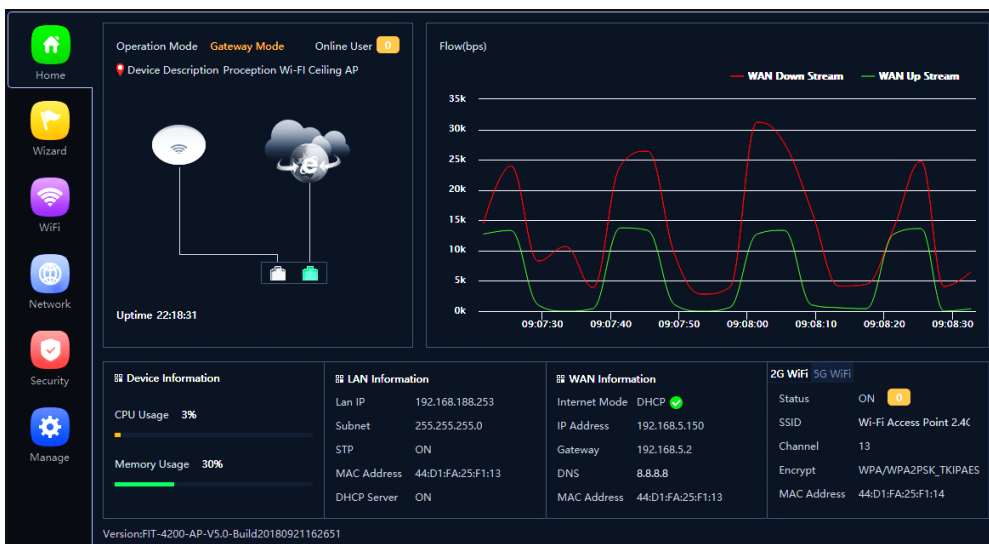 Home
Wizard
WiFi
Network
Security
Manage
Operation Mode Gateway Mode Online User 0
Device Description Proception Wi-FI Ceiling AP
Uptime 22:18:31
Flow(bps)
WAN Down Stream WAN Up Stream
35k
30k
25k
20k
15k
10k
5k
0k
09:07:30 09:07:40 09:07:50 09:08:00 09:08:10 09:08:20 09:08:30
Device Information
CPU Usage 3%
Memory Usage 30%
LAN Information
Lan IP 192.168.188.253
Subnet 255.255.255.0
STP ON
MAC Address 44:D1:FA:25:F1:13
DHCP Server ON
WAN Information
Internet Mode DHCP
IP Address 192.168.5.150
Gateway 192.168.5.2
DNS 8.8.8.8
MAC Address 44:D1:FA:25:F1:13
2G WiFi 5G WiFi
Status ON 0
SSID Wi-Fi Access Point 2.4
Channel 13
Encrypt WPA/WPA2PSK_TKIPAES
MAC Address 44:D1:FA:25:F1:14
Version:FIT-4200-AP-V5.0-Build20180921162651